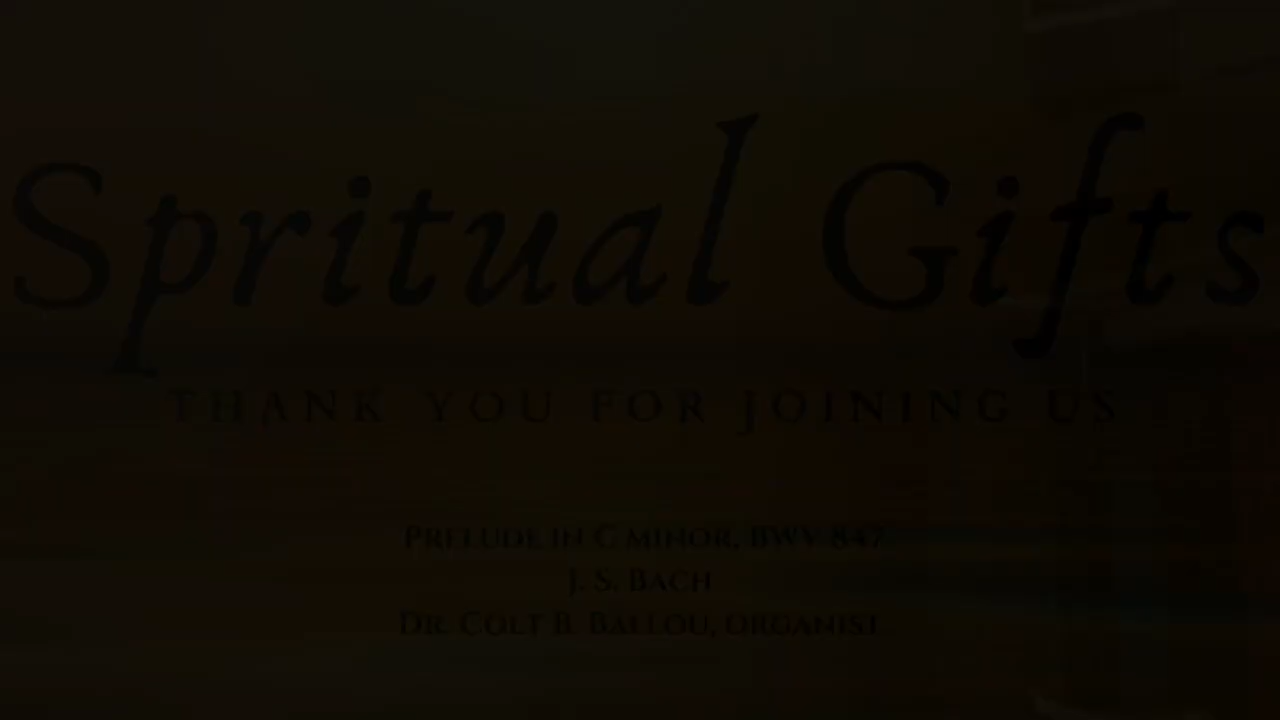 Spritual Gifts
THANK YOU FOR JOINING US
PRELUDE IN G MINOR, BWV 847
J. S. BACH
DR. COLT B. BALLOU, ORGANIST